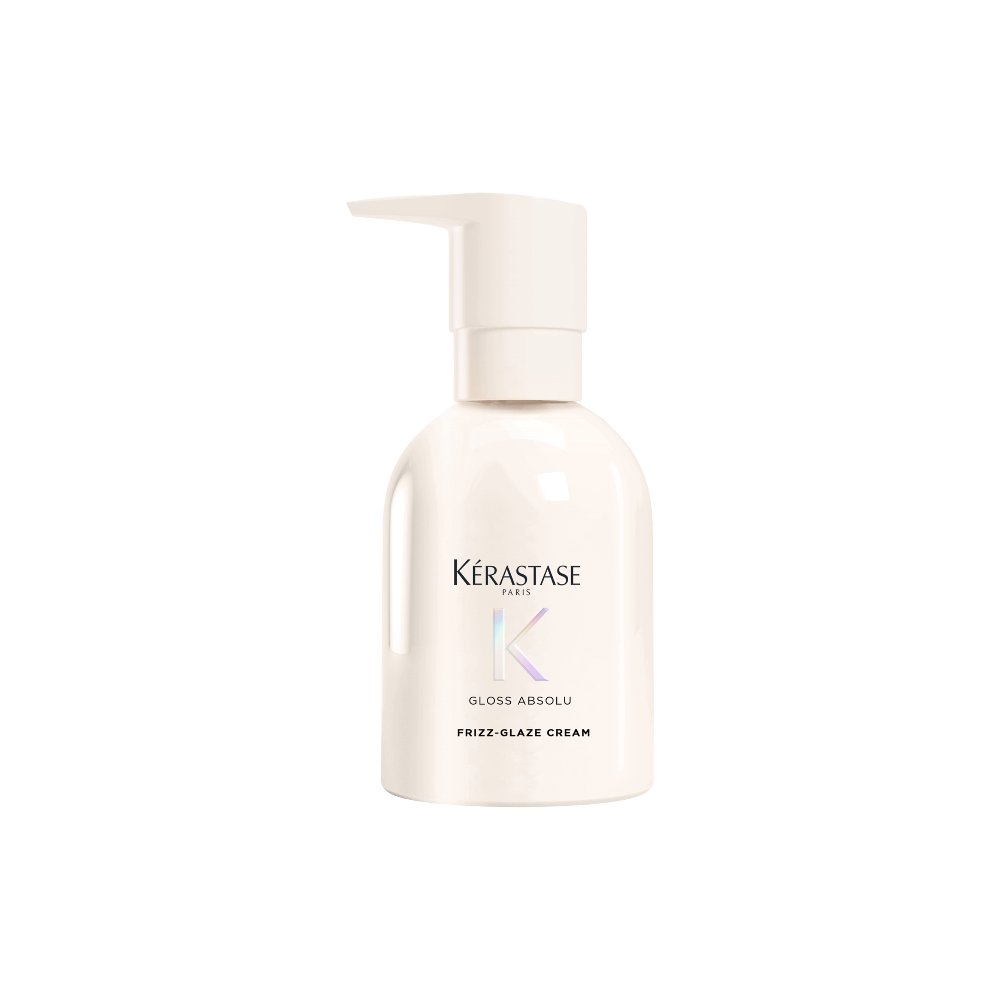 KÉRASTASE
PARIS
K
GLOSS ABSOLU
FRIZZ-GLAZE CREAM